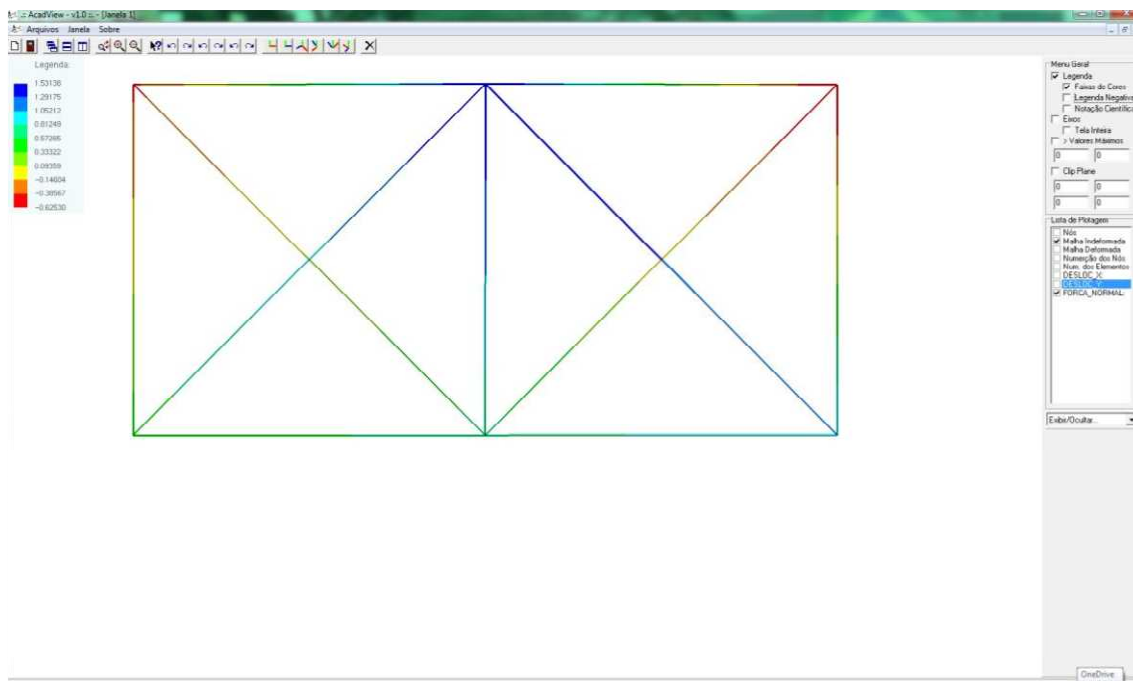 .:: AcadView - v1.0 ::. - [Janela 1]
Arquivos Janela Sobre
Legenda:
1.53138
1.29175
1.05212
0.81249
0.57285
0.33322
0.09359
-0.14604
-0.38567
-0.62530
Menu Geral
Legenda
Faixas de Cores
Legenda Negativa
Notação Científica
Eixos
Tela Inteira
> Valores Máximos
0 0
Clip Plane
0 0
0 0
Lista de Plotagem
Nós
Malha Indeformada
Malha Deformada
Numerção dos Nós
Num. dos Elementos
DESLOC_X:
DESLOC_Y:
FORCA_NORMAL:
Exibir/Ocultar...
OneDrive